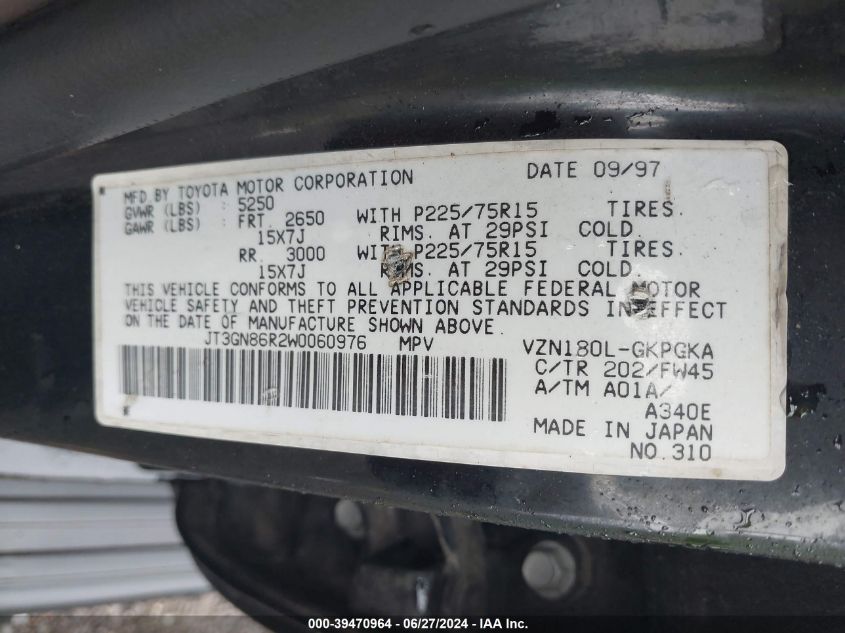 MFD BY TOYOTA MOTOR CORPORATION DATE 09/97
GVWR (LBS) : 5250
GAWR (LBS) : FRT. 2650 WITH P225/75R15 TIRES.
15X7J RIMS. AT 29PSI COLD.
RR. 3000 WITH P225/75R15 TIRES.
15X7J RIMS. AT 29PSI COLD.
THIS VEHICLE CONFORMS TO ALL APPLICABLE FEDERAL MOTOR
VEHICLE SAFETY AND THEFT PREVENTION STANDARDS IN EFFECT
ON THE DATE OF MANUFACTURE SHOWN ABOVE.
JT3GN86R2W0060976 MPV VZN180L-GKPGKA
C/TR 202/FW45
A/TM A01A/
A340E
MADE IN JAPAN
NO.310
000-39470964 - 06/27/2024 - IAA Inc.